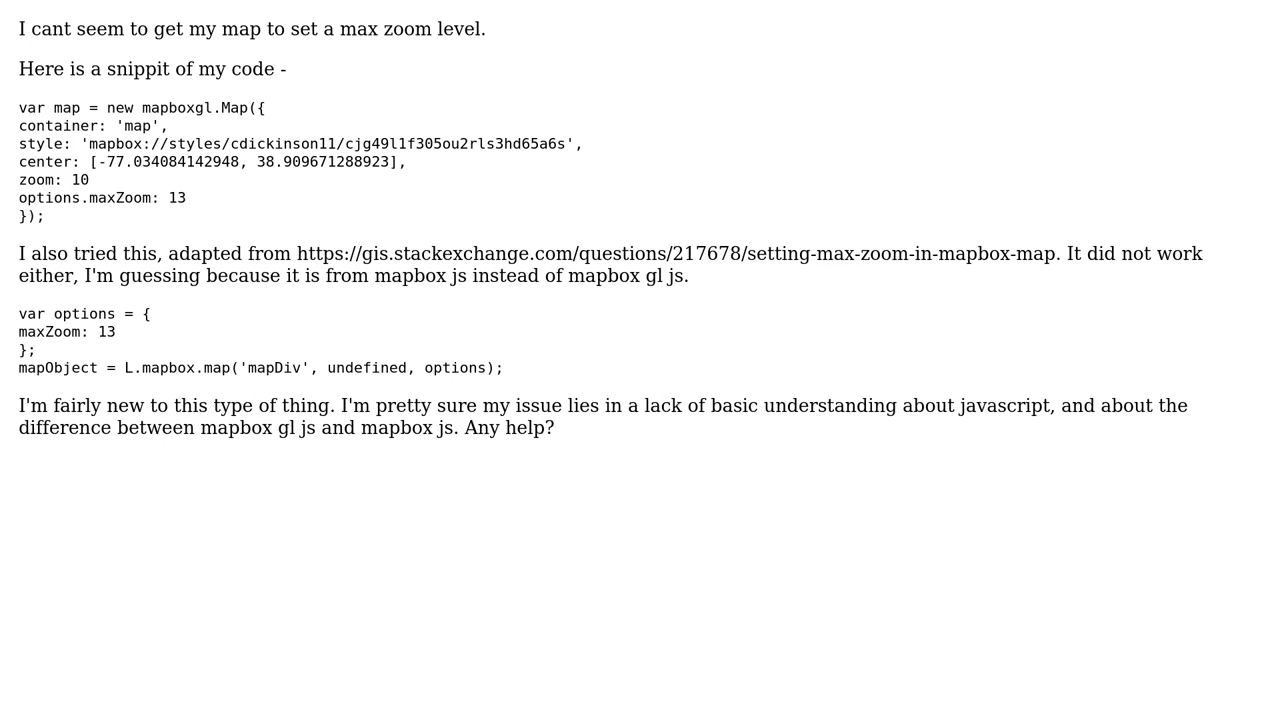 I cant seem to get my map to set a max zoom level.
Here is a snippit of my code -
var map = new mapboxgl.Map({
container: 'map',
style: 'mapbox://styles/cdickinson11/cjg49l1f305ou2rls3hd65a6s',
center: [-77.034084142948, 38.909671288923],
zoom: 10
options.maxZoom: 13
});
I also tried this, adapted from https://gis.stackexchange.com/questions/217678/setting-max-zoom-in-mapbox-map. It did not work
either, I'm guessing because it is from mapbox js instead of mapbox gl js.
var options = {
maxZoom: 13
};
mapObject = L.mapbox.map('mapDiv', undefined, options);
I'm fairly new to this type of thing. I'm pretty sure my issue lies in a lack of basic understanding about javascript, and about the
difference between mapbox gl js and mapbox js. Any help?